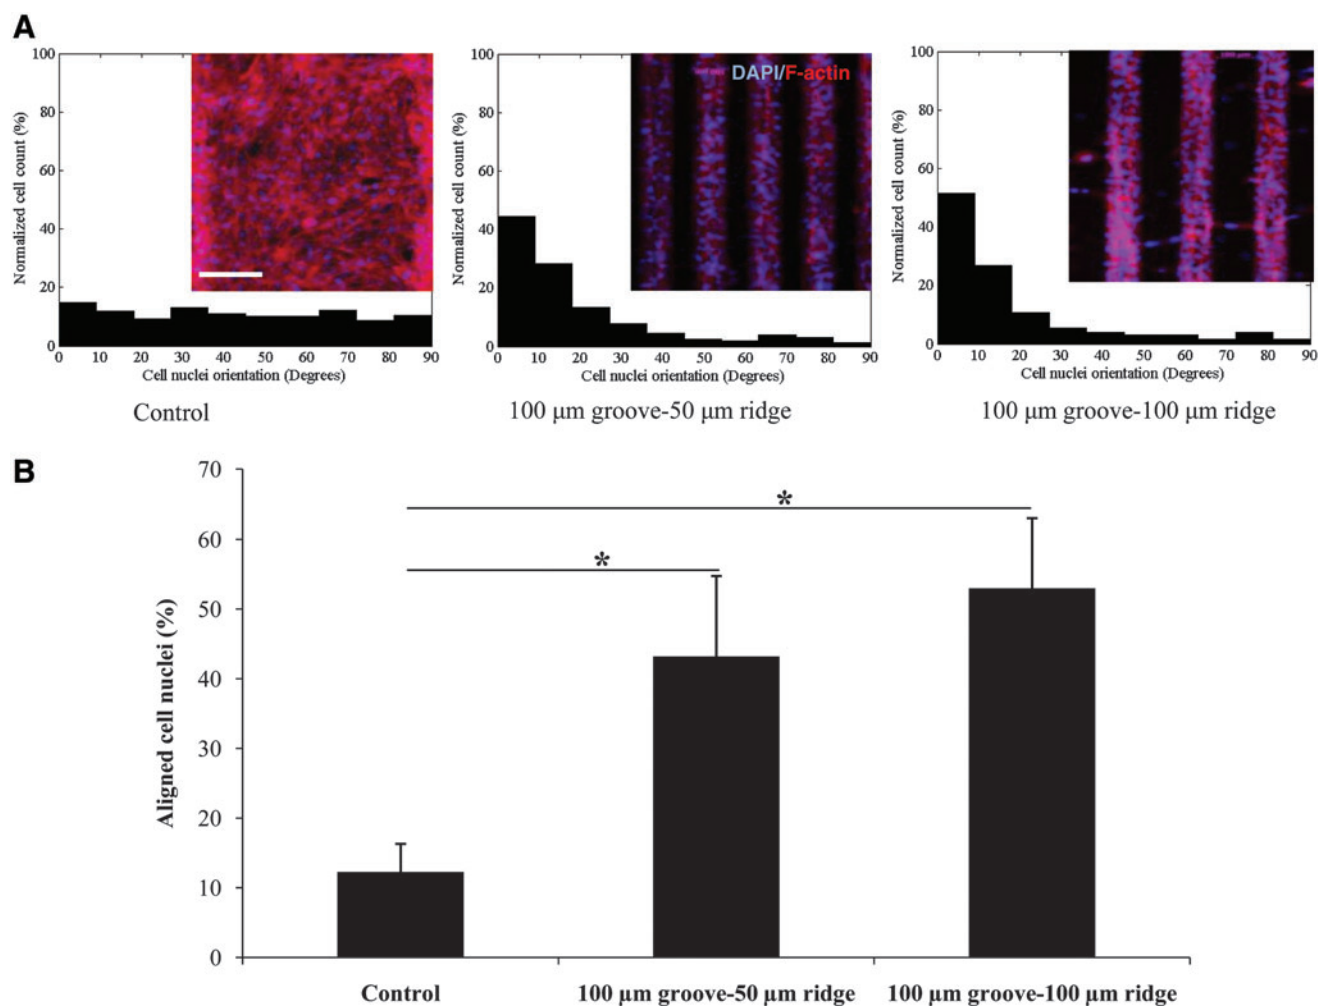 A
100
80
60
40
20
0
Normalized cell count (%)
0 10 20 30 40 50 60 70 80 90
Cell nuclei orientation (Degrees)
Control
100
80
60
40
20
0
Normalized cell count (%)
DAPI/F-actin
0 10 20 30 40 50 60 70 80 90
Cell nuclei orientation (Degrees)
100 µm groove-50 µm ridge
100
80
60
40
20
0
Normalized cell count (%)
0 10 20 30 40 50 60 70 80 90
Cell nuclei orientation (Degrees)
100 µm groove-100 µm ridge
B
70
60
50
40
30
20
10
0
Aligned cell nuclei (%)
*
*
Control
100 µm groove-50 µm ridge
100 µm groove-100 µm ridge